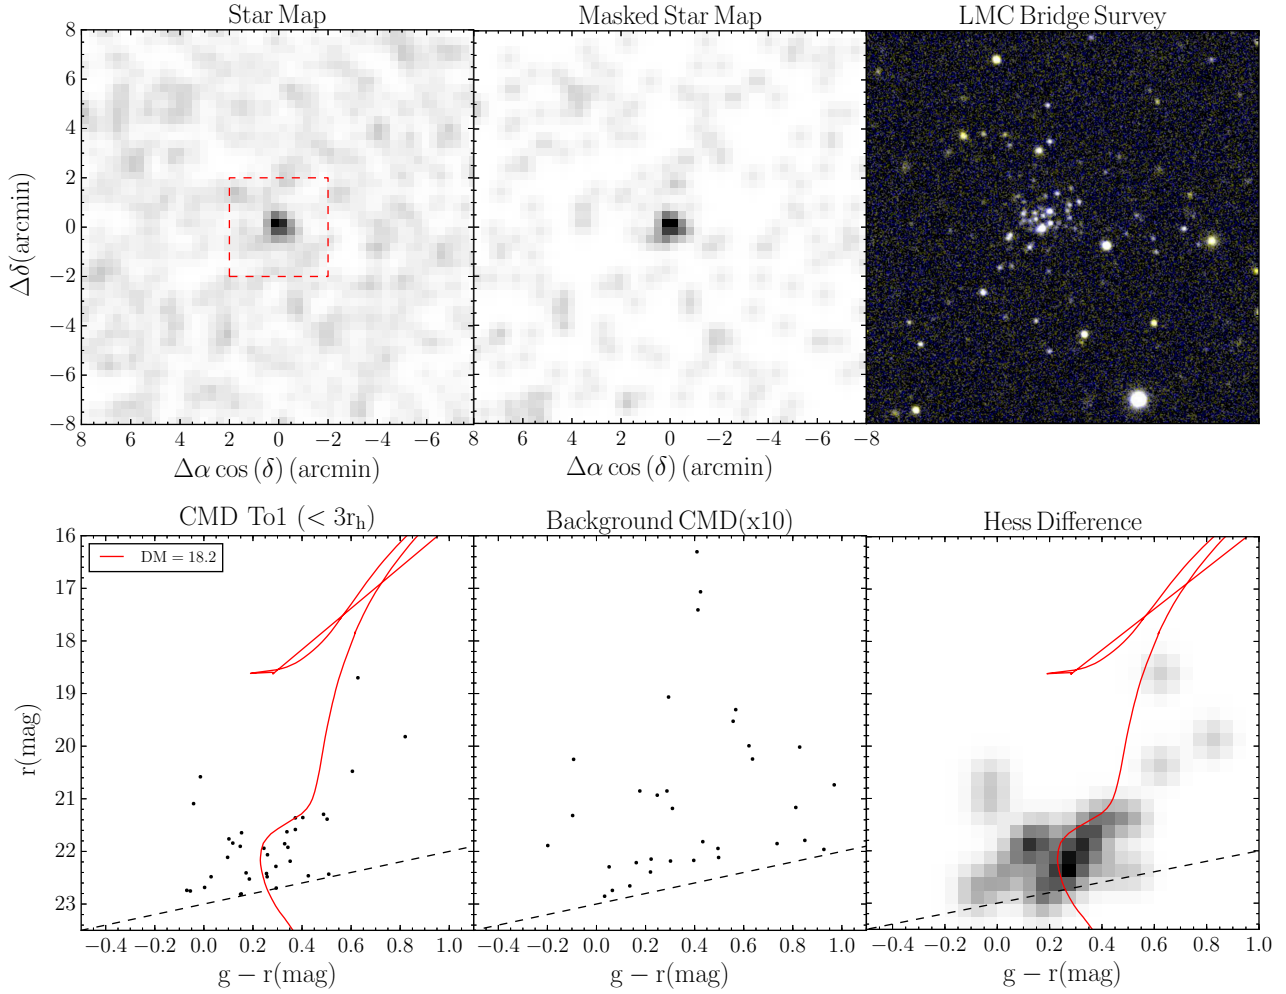 Star Map
Masked Star Map
LMC Bridge Survey
8
6
4
2
0
−2
−4
−6
−8
Δδ(arcmin)
8 6 4 2 0 −2 −4 −6 8
6 4 2 0 −2 −4 −6 −8
Δα cos (δ) (arcmin)
Δα cos (δ) (arcmin)
CMD To1 (< 3r_h)
Background CMD(x10)
Hess Difference
DM = 18.2
16
17
18
19
20
21
22
23
r(mag)
−0.4 −0.2 0.0 0.2 0.4 0.6 0.8 1.0
−0.4 −0.2 0.0 0.2 0.4 0.6 0.8 1.0
−0.4 −0.2 0.0 0.2 0.4 0.6 0.8 1.0
g − r(mag)
g − r(mag)
g − r(mag)